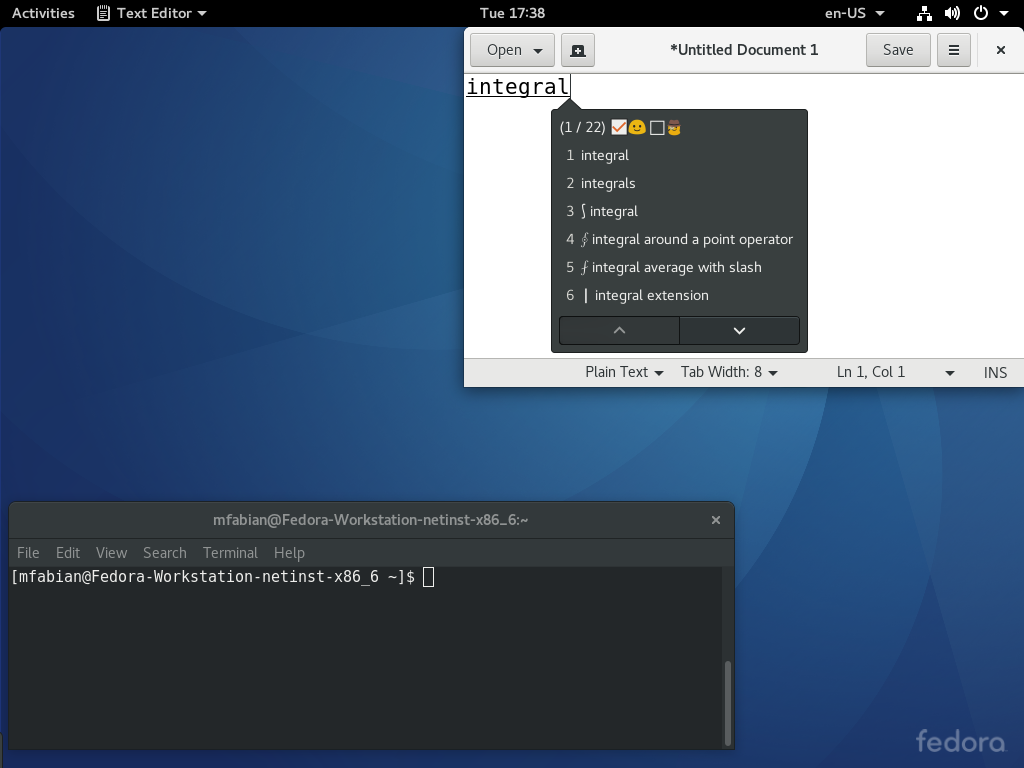 Activities Text Editor Tue 17:38 en-US
Open *Untitled Document 1 Save
integral
(1 / 22) ☑🙂☐🕵
1 integral
2 integrals
3 ⟆ integral
4 ∱ integral around a point operator
5 ⨏ integral average with slash
6 ⎮ integral extension
Plain Text Tab Width: 8 Ln 1, Col 1 INS
mfabian@Fedora-Workstation-netinst-x86_6:~
File Edit View Search Terminal Help
[mfabian@Fedora-Workstation-netinst-x86_6 ~]$
fedora